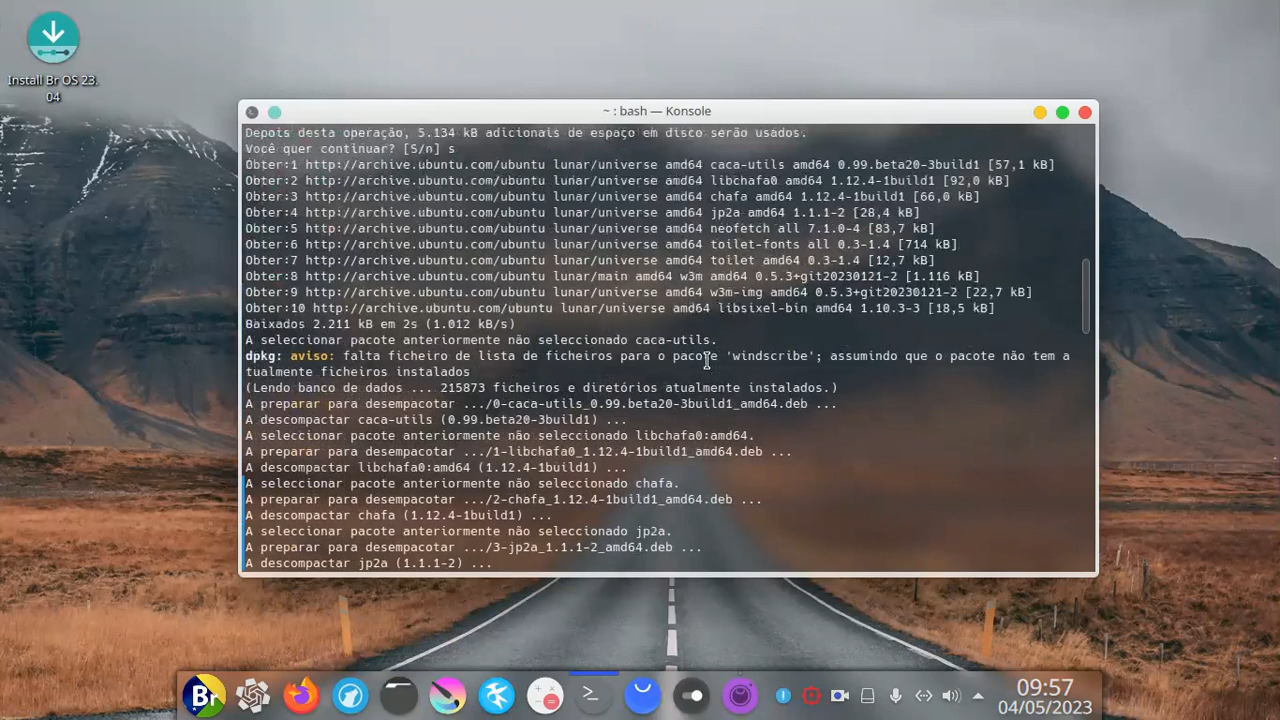 Install Br OS 23.
04
~ : bash — Konsole
Depois desta operação, 5.134 kB adicionais de espaço em disco serão usados.
Você quer continuar? [S/n] s
Obter:1 http://archive.ubuntu.com/ubuntu lunar/universe amd64 caca-utils amd64 0.99.beta20-3build1 [57,1 kB]
Obter:2 http://archive.ubuntu.com/ubuntu lunar/universe amd64 libchafa0 amd64 1.12.4-1build1 [92,0 kB]
Obter:3 http://archive.ubuntu.com/ubuntu lunar/universe amd64 chafa amd64 1.12.4-1build1 [66,0 kB]
Obter:4 http://archive.ubuntu.com/ubuntu lunar/universe amd64 jp2a amd64 1.1.1-2 [28,4 kB]
Obter:5 http://archive.ubuntu.com/ubuntu lunar/universe amd64 neofetch all 7.1.0-4 [83,7 kB]
Obter:6 http://archive.ubuntu.com/ubuntu lunar/universe amd64 toilet-fonts all 0.3-1.4 [714 kB]
Obter:7 http://archive.ubuntu.com/ubuntu lunar/universe amd64 toilet amd64 0.3-1.4 [12,7 kB]
Obter:8 http://archive.ubuntu.com/ubuntu lunar/main amd64 w3m amd64 0.5.3+git20230121-2 [1.116 kB]
Obter:9 http://archive.ubuntu.com/ubuntu lunar/universe amd64 w3m-img amd64 0.5.3+git20230121-2 [22,7 kB]
Obter:10 http://archive.ubuntu.com/ubuntu lunar/universe amd64 libsixel-bin amd64 1.10.3-3 [18,5 kB]
Baixados 2.211 kB em 2s (1.012 kB/s)
A seleccionar pacote anteriormente não seleccionado caca-utils.
dpkg: aviso: falta ficheiro de lista de ficheiros para o pacote 'windscribe'; assumindo que o pacote não tem a
tualmente ficheiros instalados
(Lendo banco de dados ... 215873 ficheiros e diretórios atualmente instalados.)
A preparar para desempacotar .../0-caca-utils_0.99.beta20-3build1_amd64.deb ...
A descompactar caca-utils (0.99.beta20-3build1) ...
A seleccionar pacote anteriormente não seleccionado libchafa0:amd64.
A preparar para desempacotar .../1-libchafa0_1.12.4-1build1_amd64.deb ...
A descompactar libchafa0:amd64 (1.12.4-1build1) ...
A seleccionar pacote anteriormente não seleccionado chafa.
A preparar para desempacotar .../2-chafa_1.12.4-1build1_amd64.deb ...
A descompactar chafa (1.12.4-1build1) ...
A seleccionar pacote anteriormente não seleccionado jp2a.
A preparar para desempacotar .../3-jp2a_1.1.1-2_amd64.deb ...
A descompactar jp2a (1.1.1-2) ...
Br
09:57
04/05/2023